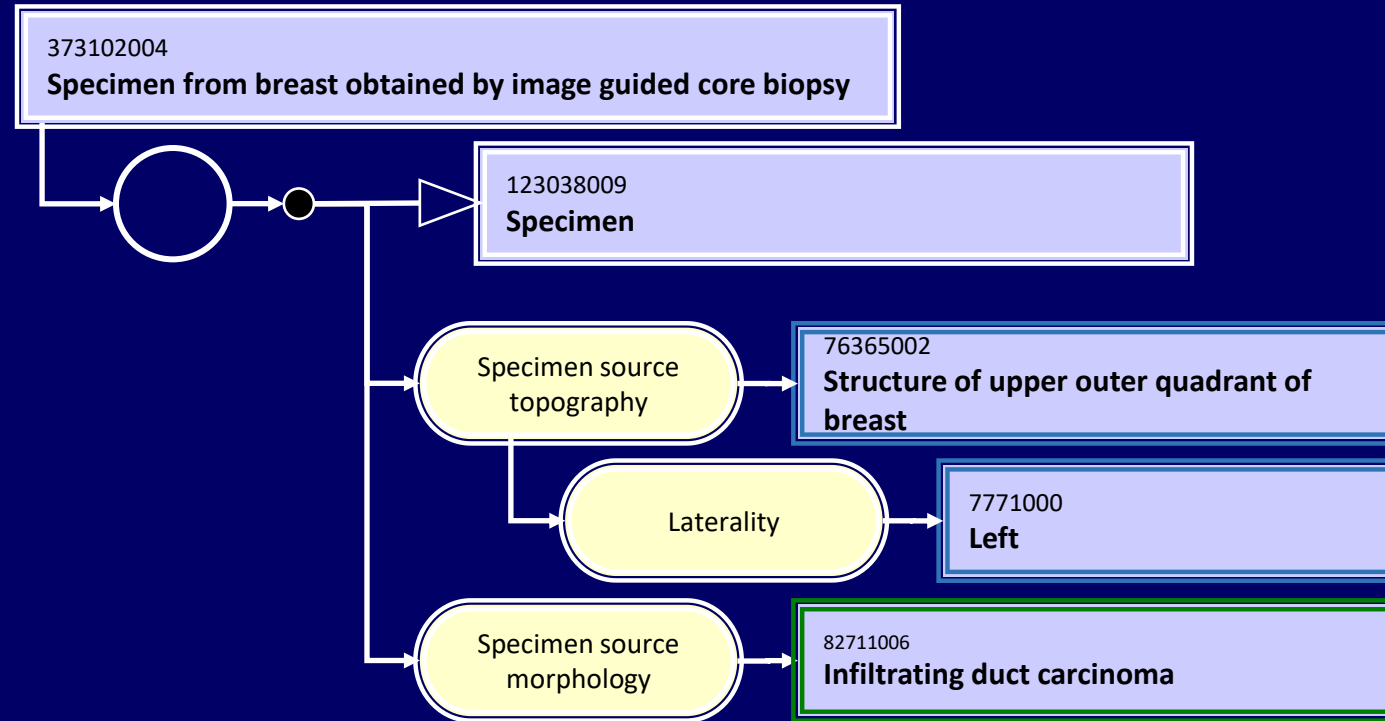 373102004
Specimen from breast obtained by image guided core biopsy
123038009
Specimen
Specimen source
topography
76365002
Structure of upper outer quadrant of
breast
Laterality
7771000
Left
Specimen source
morphology
82711006
Infiltrating duct carcinoma